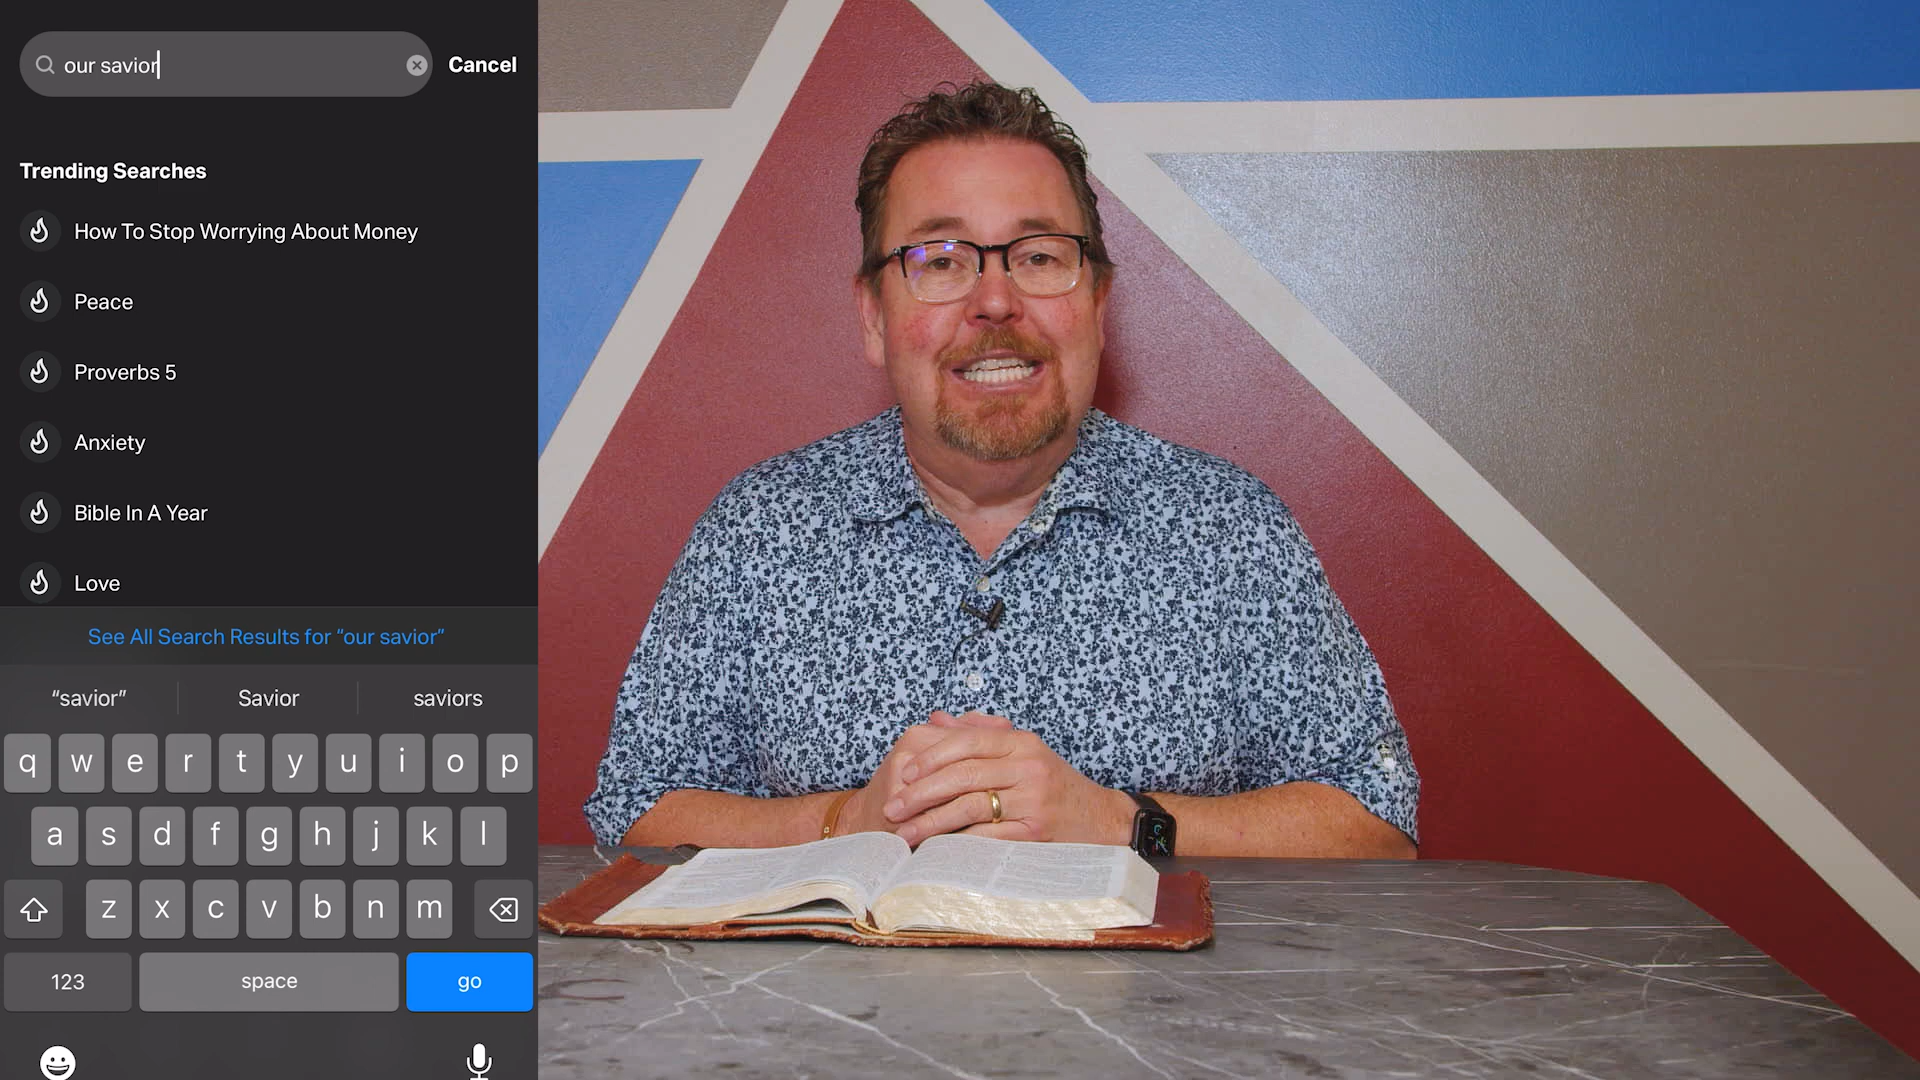 our savior
Cancel
Trending Searches
How To Stop Worrying About Money
Peace
Proverbs 5
Anxiety
Bible In A Year
Love
See All Search Results for “our savior”
“savior” Savior saviors
q w e r t y u i o p
a s d f g h j k l
z x c v b n m
123 space go